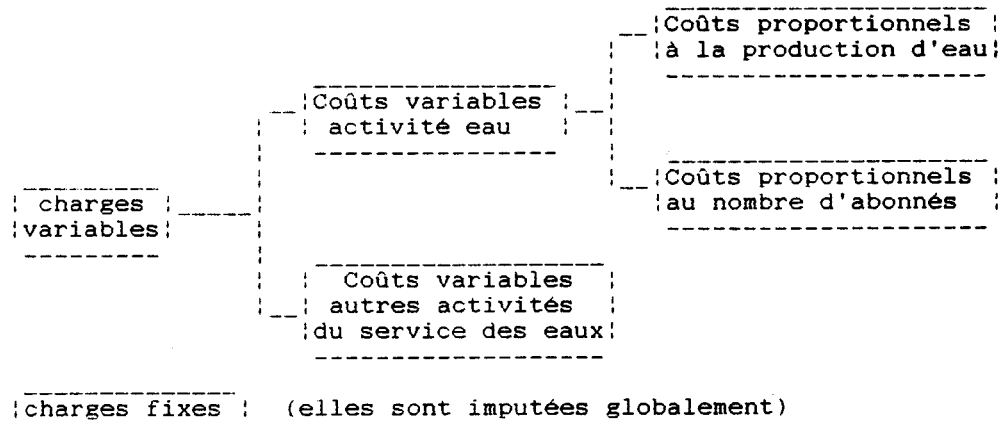 Coûts proportionnels
à la production d'eau
Coûts variables
activité eau
Coûts proportionnels
au nombre d'abonnés
charges
variables
Coûts variables
autres activités
du service des eaux
charges fixes (elles sont imputées globalement)